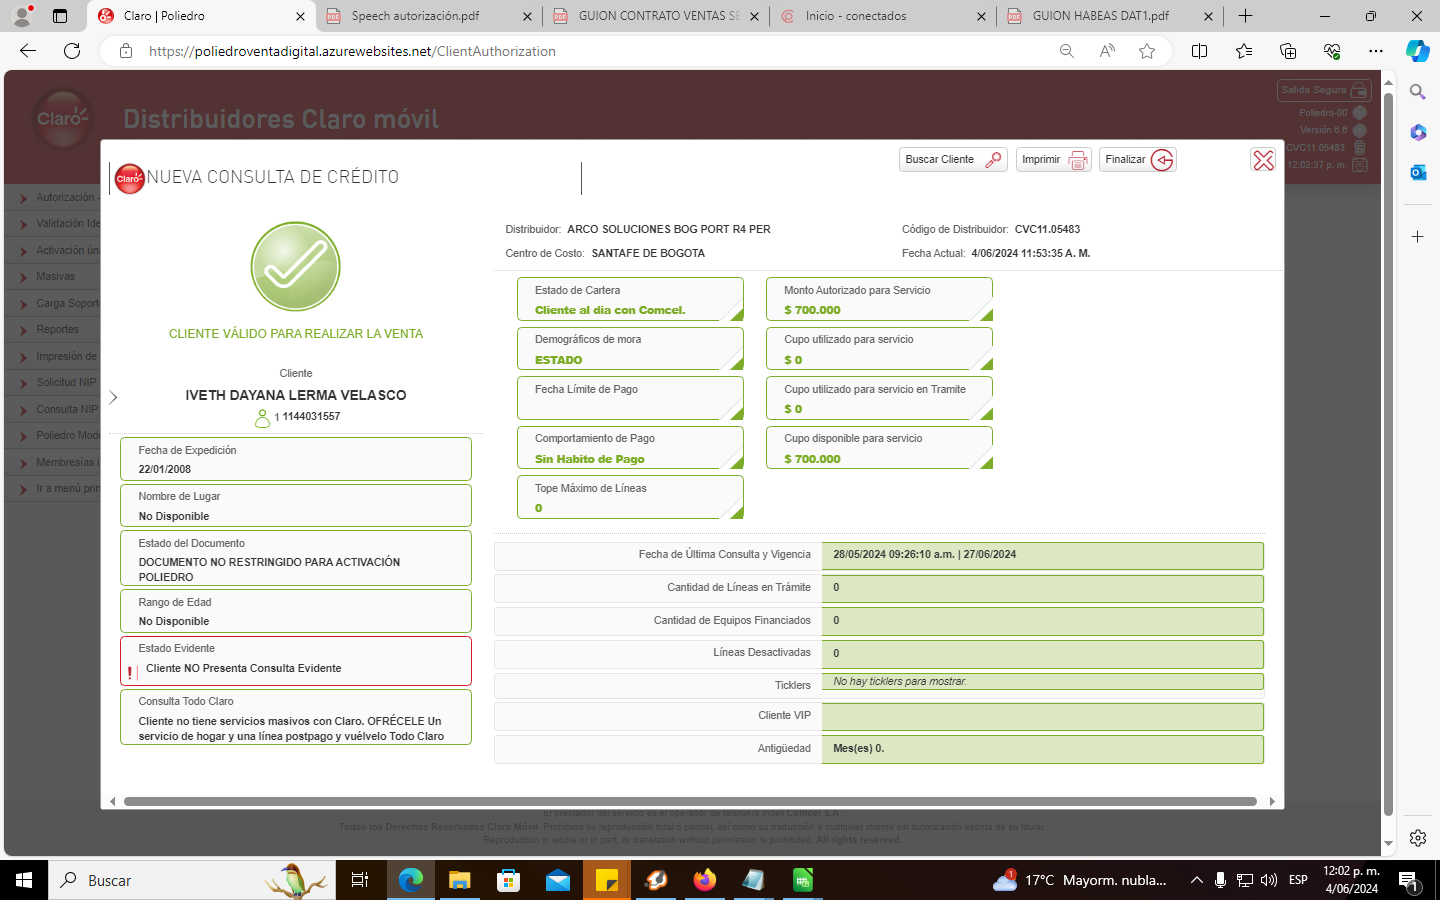 Claro | Poliedro
Speech autorización.pdf
GUION CONTRATO VENTAS SE
Inicio - conectados
GUION HABEAS DAT1.pdf
https://poliedroventadigital.azurewebsites.net/ClientAuthorization
Claro
Distribuidores Claro móvil
Salida Segura
Poliedro-00
Versión 8.6
CVC11.05483
12:02:37 p. m.
Autorización -
Validación Ide
Activación ún
Masivas
Carga Soport
Reportes
Impresión de
Solicitud NIP
Consulta NIP
Poliedro Mod
Membresías i
Ir a menú prin
Claro
NUEVA CONSULTA DE CRÉDITO
Buscar Cliente
Imprimir
Finalizar
CLIENTE VÁLIDO PARA REALIZAR LA VENTA
Cliente
IVETH DAYANA LERMA VELASCO
1 1144031557
Fecha de Expedición
22/01/2008
Nombre de Lugar
No Disponible
Estado del Documento
DOCUMENTO NO RESTRINGIDO PARA ACTIVACIÓN
POLIEDRO
Rango de Edad
No Disponible
Estado Evidente
! Cliente NO Presenta Consulta Evidente
Consulta Todo Claro
Cliente no tiene servicios masivos con Claro. OFRÉCELE Un
servicio de hogar y una línea postpago y vuélvelo Todo Claro
Distribuidor: ARCO SOLUCIONES BOG PORT R4 PER
Código de Distribuidor: CVC11.05483
Centro de Costo: SANTAFE DE BOGOTA
Fecha Actual: 4/06/2024 11:53:35 A. M.
Estado de Cartera
Cliente al dia con Comcel.
Monto Autorizado para Servicio
$ 700.000
Demográficos de mora
ESTADO
Cupo utilizado para servicio
$ 0
Fecha Límite de Pago
Cupo utilizado para servicio en Tramite
$ 0
Comportamiento de Pago
Sin Habito de Pago
Cupo disponible para servicio
$ 700.000
Tope Máximo de Líneas
0
Fecha de Última Consulta y Vigencia 28/05/2024 09:26:10 a.m. | 27/06/2024
Cantidad de Líneas en Trámite 0
Cantidad de Equipos Financiados 0
Líneas Desactivadas 0
Ticklers No hay ticklers para mostrar.
Cliente VIP
Antigüedad Mes(es) 0.
El prestador del servicio es el operador de telefonía móvil Comcel S.A.
Todos los Derechos Reservados Claro Móvil. Prohibida su reproducción total o parcial, así como su traducción a cualquier idioma sin autorización escrita de su titular.
Reproduction in whole or in part, or translation without permission is prohibited. All rights reserved.
Buscar
1
17°C Mayorm. nubla...
ESP
12:02 p. m.
4/06/2024
1